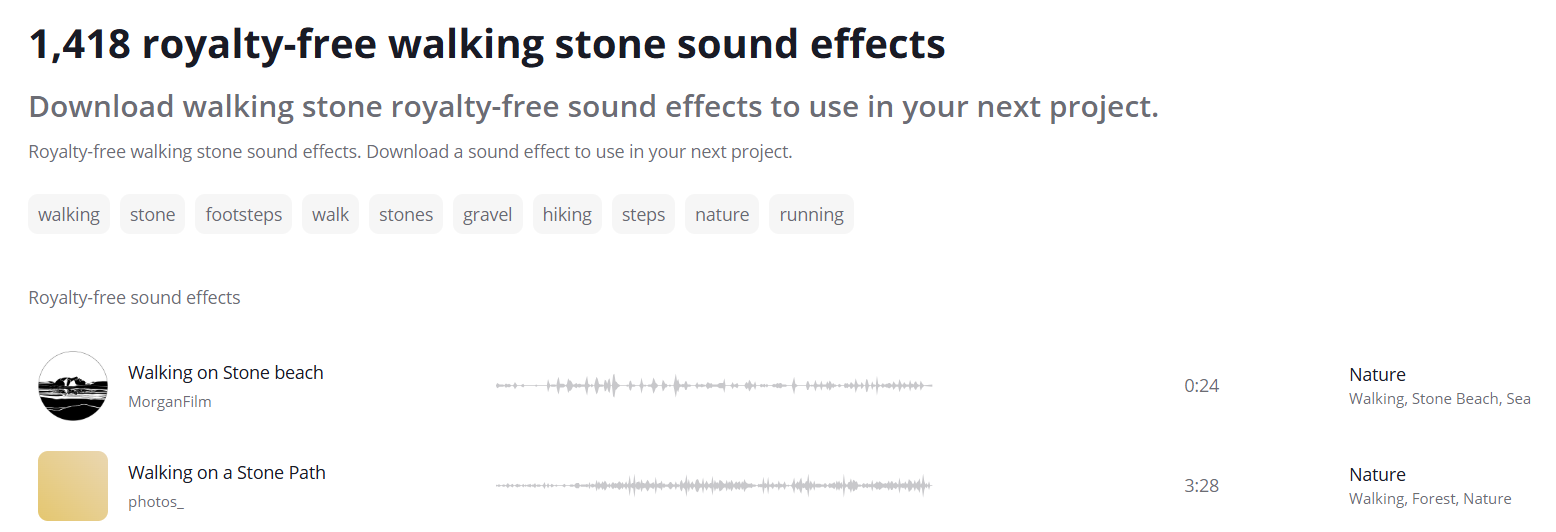 1,418 royalty-free walking stone sound effects
Download walking stone royalty-free sound effects to use in your next project.
Royalty-free walking stone sound effects. Download a sound effect to use in your next project.
walking stone footsteps walk stones gravel hiking steps nature running
Royalty-free sound effects
Walking on Stone beach
MorganFilm
0:24
Nature
Walking, Stone Beach, Sea
Walking on a Stone Path
photos_
3:28
Nature
Walking, Forest, Nature